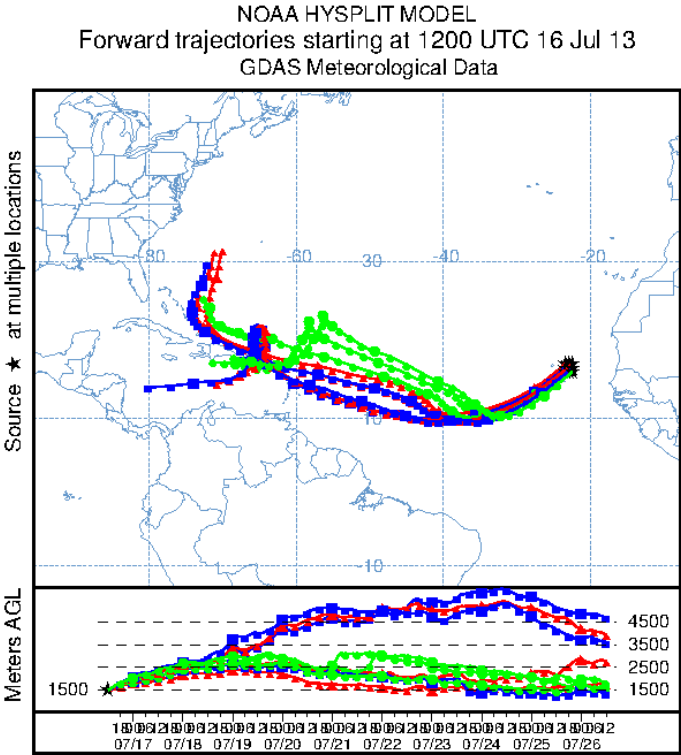 NOAA HYSPLIT MODEL
Forward trajectories starting at 1200 UTC 16 Jul 13
GDAS Meteorological Data
Source ★ at multiple locations
-80
-60
30
-40
-20
10
-10
Meters AGL
1500
4500
3500
2500
1500
07/17 07/18 07/19 07/20 07/21 07/22 07/23 07/24 07/25 07/26